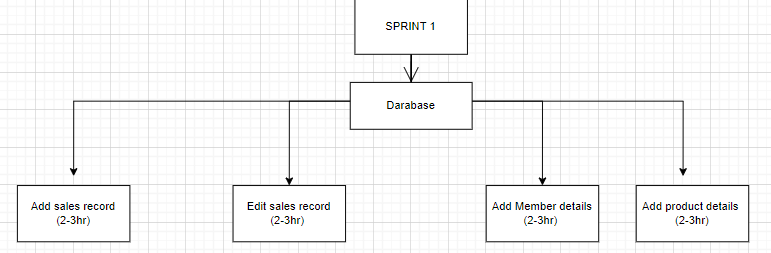 SPRINT 1
Darabase
Add sales record
(2-3hr)
Edit sales record
(2-3hr)
Add Member details
(2-3hr)
Add product details
(2-3hr)